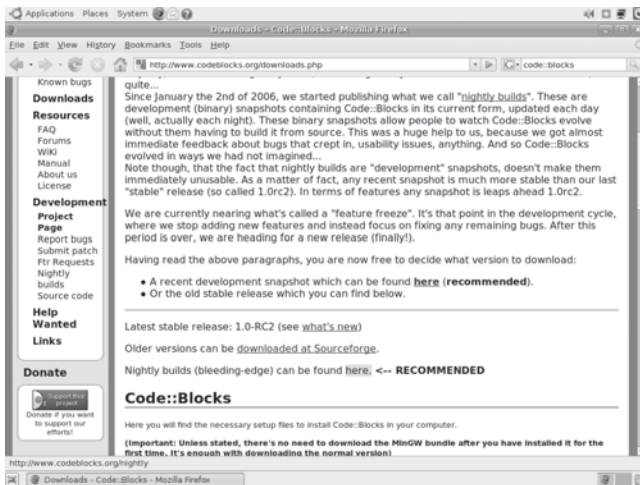 Applications Places System
Downloads - Code::Blocks - Mozilla Firefox
File Edit View History Bookmarks Tools Help
http://www.codeblocks.org/downloads.php
code::blocks
Known bugs
Downloads
Resources
FAQ
Forums
Wiki
Manual
About us
License
Development
Project
Page
Report bugs
Submit patch
Ftr Requests
Nightly
builds
Source code
Help
Wanted
Links
Donate
Support this
project
Donate if you want
to support our
efforts!
quite...
Since January the 2nd of 2006, we started publishing what we call "nightly builds". These are
development (binary) snapshots containing Code::Blocks in its current form, updated each day
(well, actually each night). These binary snapshots allow people to watch Code::Blocks evolve
without them having to build it from source. This was a huge help to us, because we got almost
immediate feedback about bugs that crept in, usability issues, anything. And so Code::Blocks
evolved in ways we had not imagined...
Note though, that the fact that nightly builds are "development" snapshots, doesn't make them
immediately unusable. As a matter of fact, any recent snapshot is much more stable than our last
"stable" release (so called 1.0rc2). In terms of features any snapshot is leaps ahead 1.0rc2.
We are currently nearing what's called a "feature freeze". It's that point in the development cycle,
where we stop adding new features and instead focus on fixing any remaining bugs. After this
period is over, we are heading for a new release (finally!).
Having read the above paragraphs, you are now free to decide what version to download:
• A recent development snapshot which can be found here (recommended).
• Or the old stable release which you can find below.
Latest stable release: 1.0-RC2 (see what's new)
Older versions can be downloaded at Sourceforge.
Nightly builds (bleeding-edge) can be found here. <-- RECOMMENDED
Code::Blocks
Here you will find the necessary setup files to install Code::Blocks in your computer.
(Important: Unless stated, there's no need to download the MinGW bundle after you have installed it for the
first time. It's enough with downloading the normal version)
http://www.codeblocks.org/nightly
Downloads - Code::Blocks - Mozilla Firefox